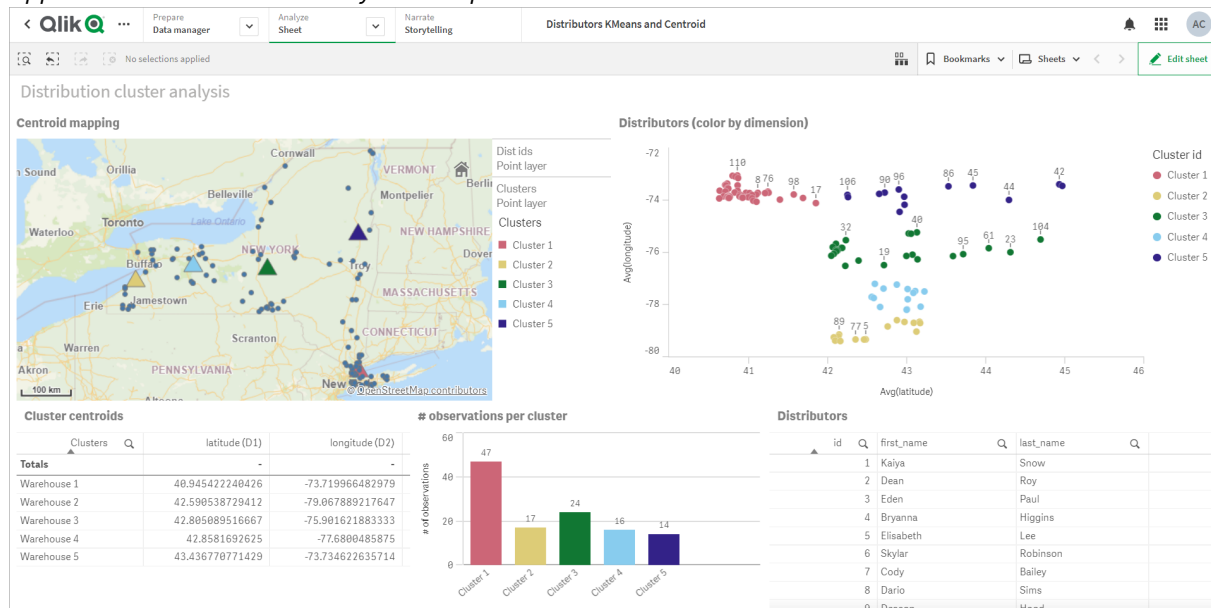 Qlik
Prepare
Data manager
Analyze
Sheet
Narrate
Storytelling
Distributors KMeans and Centroid
AC
No selections applied
Bookmarks
Sheets
Edit sheet
Distribution cluster analysis
Centroid mapping
Sound
Orillia
Cornwall
VERMONT
Berlin
Belleville
Montpelier
Toronto
Lake Ontario
Waterloo
NEW YORK
NEW HAMPSHIRE
Dover
Buffalo
Troy
Erie
Jamestown
MASSACHUSETTS
Scranton
CONNECTICUT
a
Warren
Akron
PENNSYLVANIA
New
100 km
© OpenStreetMap contributors
Dist ids
Point layer
Clusters
Point layer
Clusters
Cluster 1
Cluster 2
Cluster 3
Cluster 4
Cluster 5
Distributors (color by dimension)
Avg(longitude)
-72
-74
-76
-78
-80
110
8 76
98
17
106
90 96
86
45
42
44
32
40
19
95
61
23
104
89
77 5
40
41
42
43
44
45
46
Avg(latitude)
Cluster id
Cluster 1
Cluster 2
Cluster 3
Cluster 4
Cluster 5
Cluster centroids
Clusters latitude (D1) longitude (D2)
Totals - -
Warehouse 1 40.945422240426 -73.719966482979
Warehouse 2 42.590538729412 -79.067889217647
Warehouse 3 42.805089516667 -75.901621883333
Warehouse 4 42.8581692625 -77.6800485875
Warehouse 5 43.436770771429 -73.734622635714
# observations per cluster
# of observations
60
40
20
0
47
17
24
16
14
Cluster 1
Cluster 2
Cluster 3
Cluster 4
Cluster 5
Distributors
id first_name last_name
1 Kaiya Snow
2 Dean Roy
3 Eden Paul
4 Bryanna Higgins
5 Elisabeth Lee
6 Skylar Robinson
7 Cody Bailey
8 Dario Sims